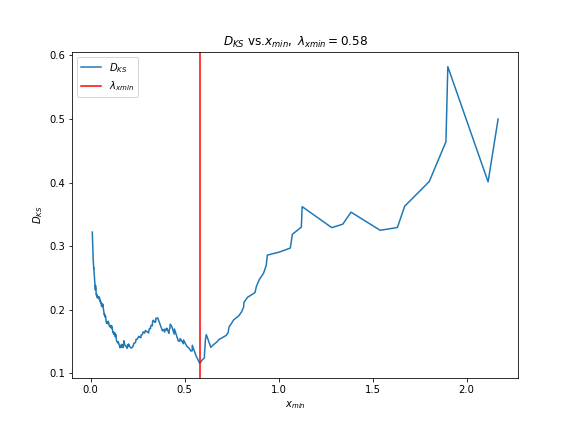 D_KS vs.x_min, λ_xmin = 0.58
D_KS
λ_xmin
0.6
0.5
0.4
0.3
0.2
0.1
D_KS
0.0 0.5 1.0 1.5 2.0
x_min